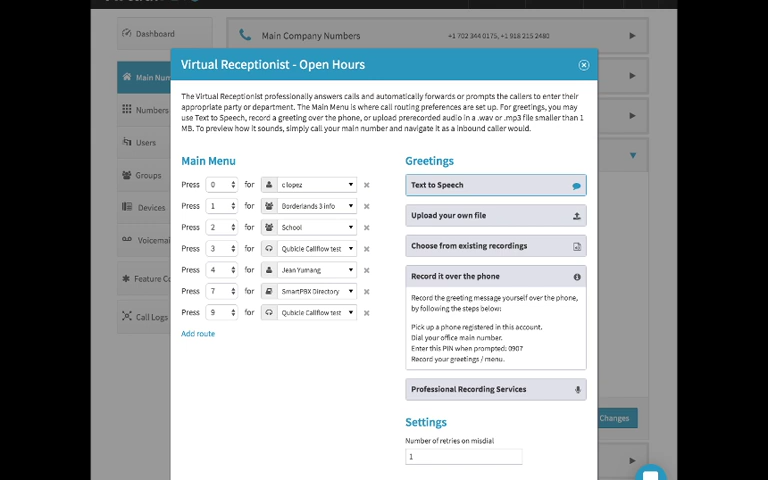 Dashboard
Main Company Numbers
+1 702 344 0175, +1 918 215 2480
Virtual Receptionist - Open Hours
The Virtual Receptionist professionally answers calls and automatically forwards or prompts the callers to enter their
appropriate party or department. The Main Menu is where call routing preferences are set up. For greetings, you may
use Text to Speech, record a greeting over the phone, or upload prerecorded audio in a .wav or .mp3 file smaller than 1
MB. To preview how it sounds, simply call your main number and navigate it as a inbound caller would.
Main Num
Numbers
Users
Groups
Devices
Voicemai
Feature Co
Call Logs
Main Menu
Press 0 for c lopez
Press 1 for Borderlands 3 info
Press 2 for School
Press 3 for Qubicle Callflow test
Press 4 for Jean Yumang
Press 7 for SmartPBX Directory
Press 9 for Qubicle Callflow test
Add route
Greetings
Text to Speech
Upload your own file
Choose from existing recordings
Record it over the phone
Record the greeting message yourself over the phone,
by following the steps below:
Pick up a phone registered in this account.
Dial your office main number.
Enter this PIN when prompted: 0907
Record your greetings / menu.
Professional Recording Services
Settings
Number of retries on misdial
1
Changes